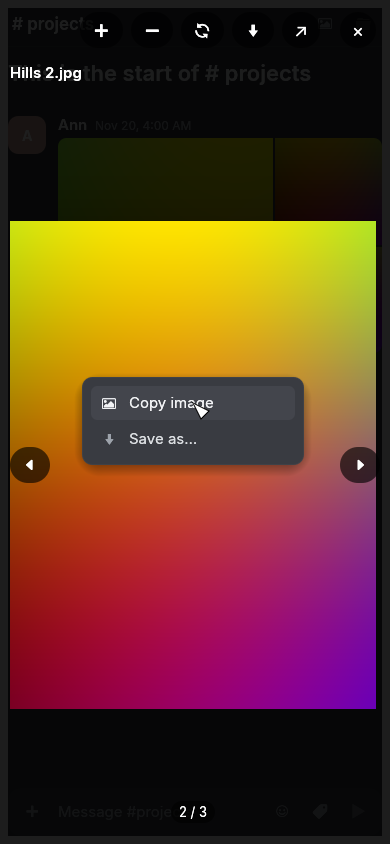 # projects
Hills 2.jpg
the start of # projects
A
Ann Nov 20, 4:00 AM
Copy image
Save as...
Message #proje
2 / 3